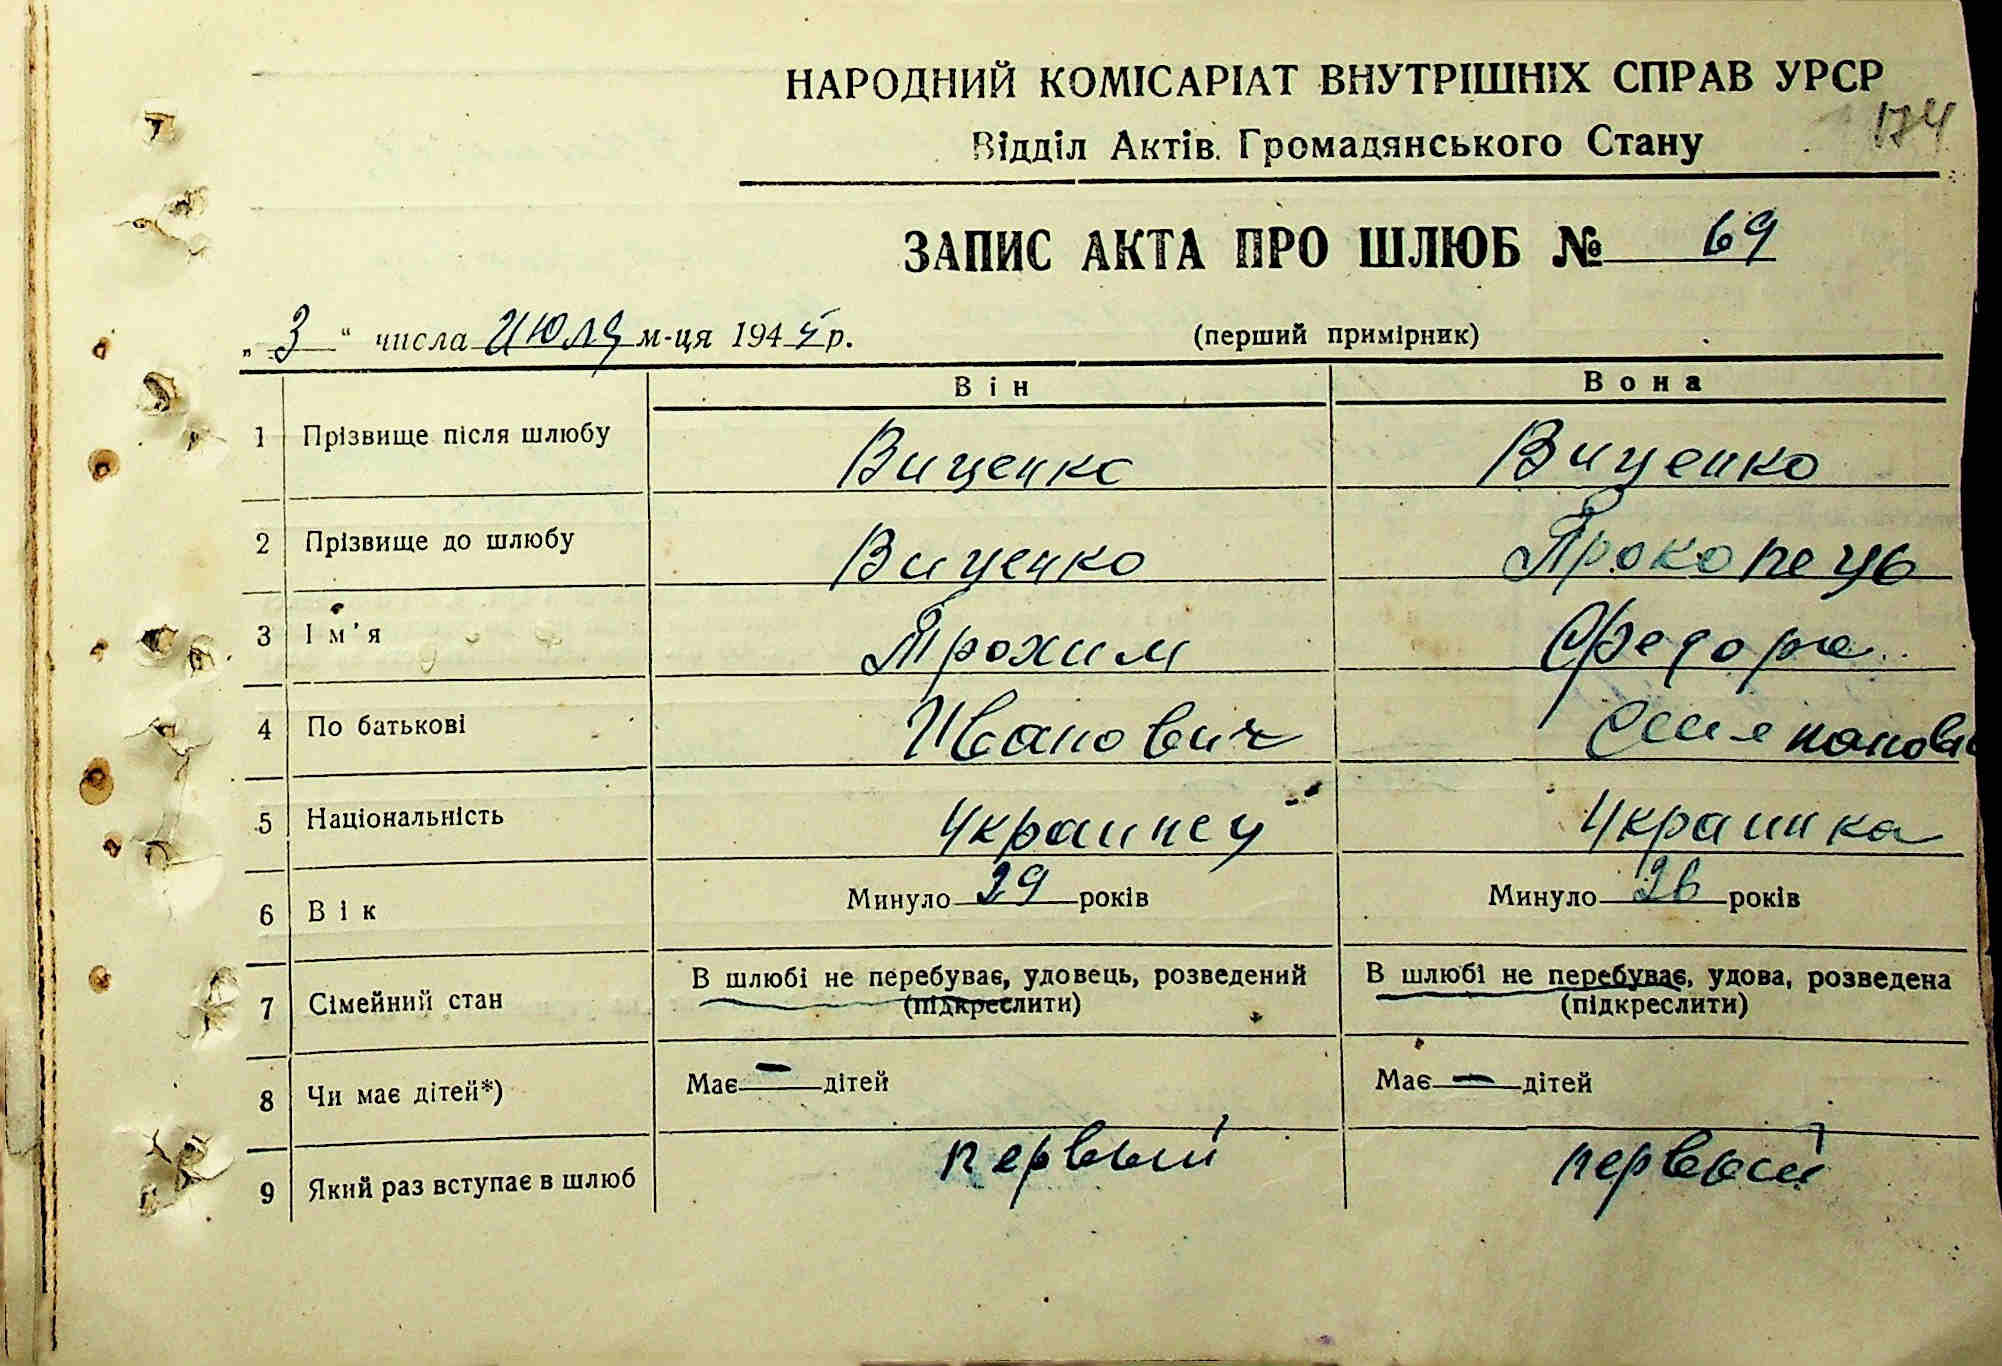 НАРОДНИЙ КОМІСАРІАТ ВНУТРІШНІХ СПРАВ УРСР
174
Відділ Актів Громадянського Стану
ЗАПИС АКТА ПРО ШЛЮБ № 69
„ 3 “ числа Июля м-ця 1944 р. (перший примірник)
Він Вона
1 Прізвище після шлюбу Виценко Виценко
2 Прізвище до шлюбу Виценко Прокопець
3 Ім'я Трохим Федора
4 По батькові Иванович
5 Національність Украинец Украинка
6 Вік Минуло 29 років Минуло 26 років
7 Сімейний стан В шлюбі не перебуває, удовець, розведений (підкреслити) В шлюбі не перебуває, удова, розведена (підкреслити)
8 Чи має дітей*) Має — дітей Має — дітей
9 Який раз вступає в шлюб первый первый